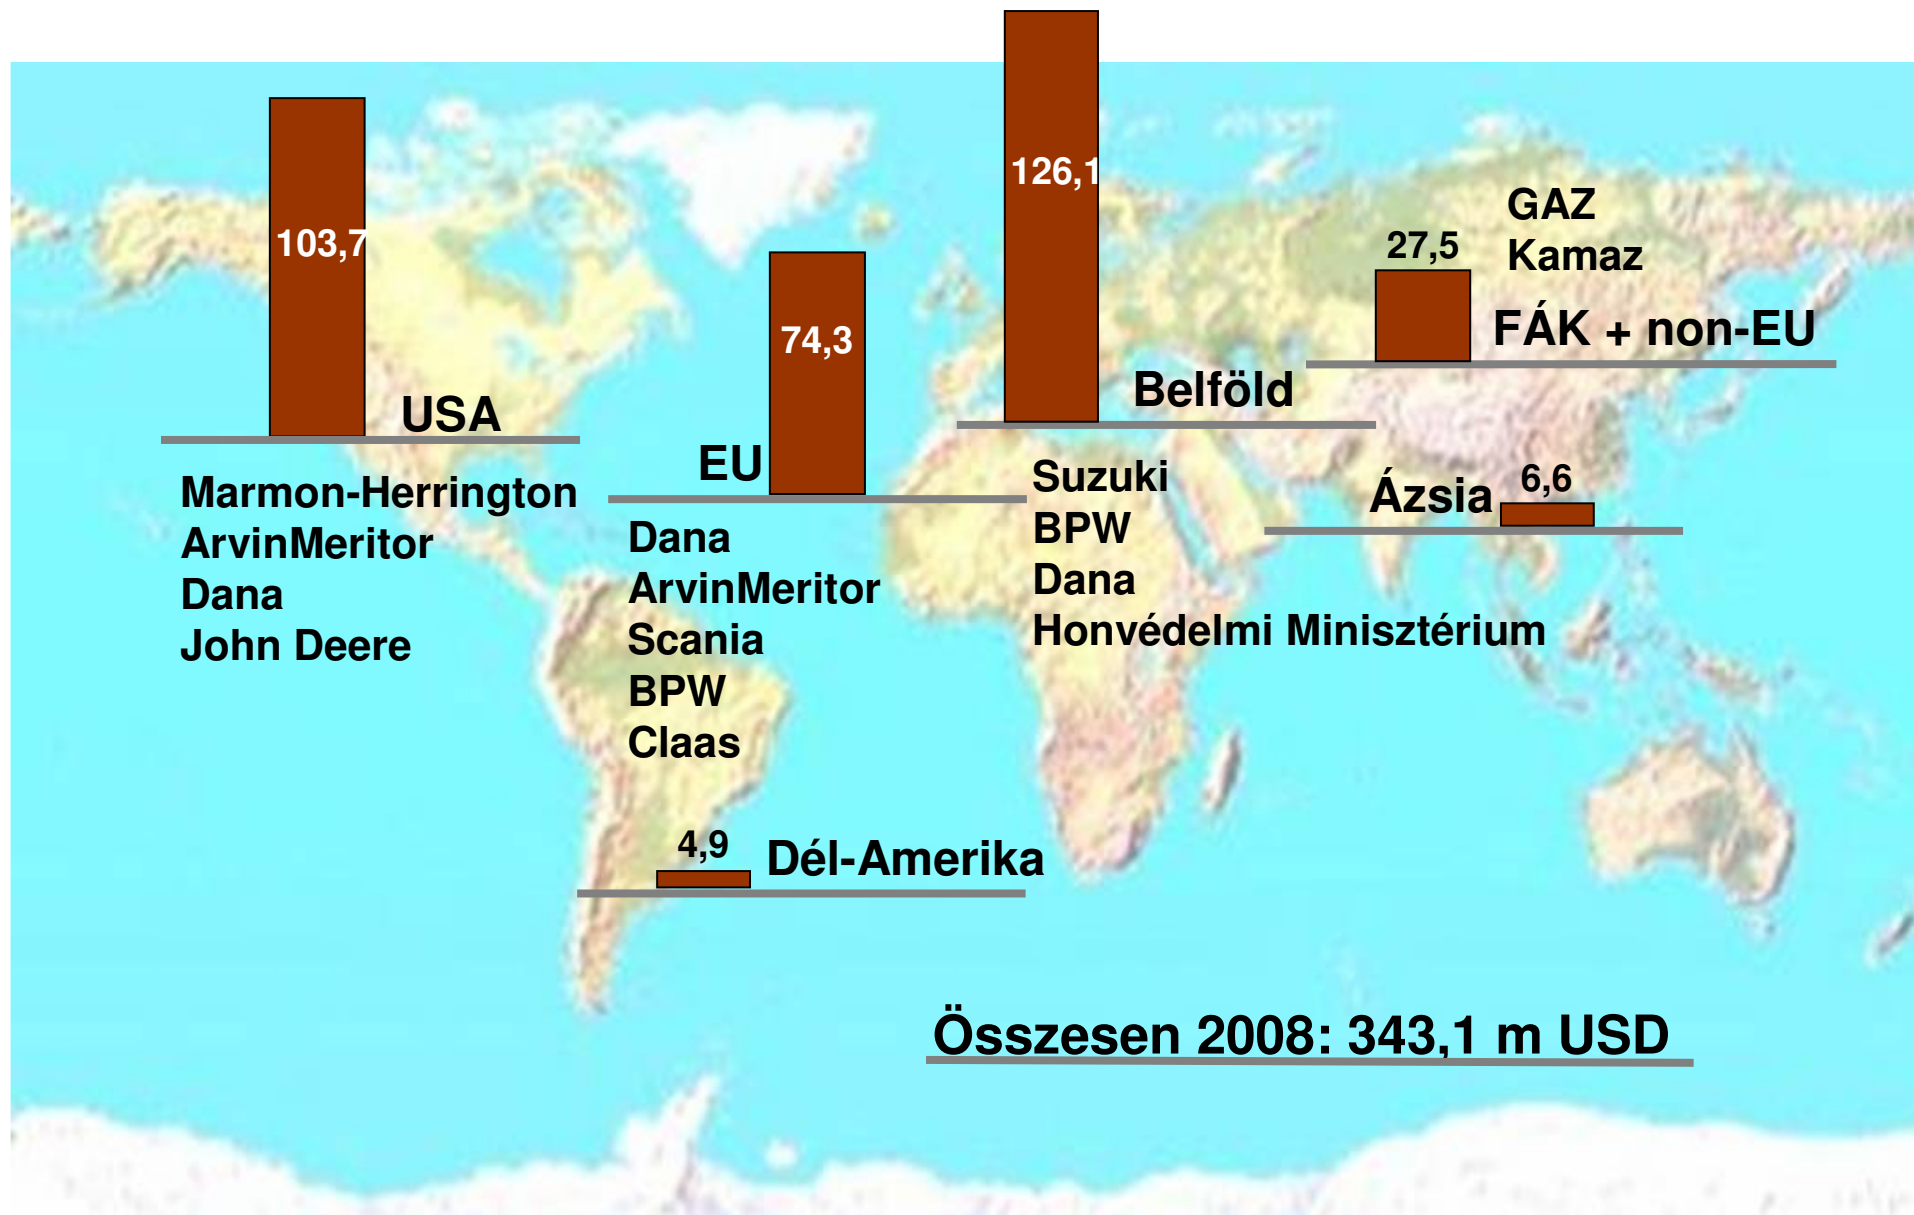 103,7
USA
Marmon-Herrington
ArvinMeritor
Dana
John Deere
74,3
EU
Dana
ArvinMeritor
Scania
BPW
Claas
126,1
Belföld
Suzuki
BPW
Dana
Honvédelmi Minisztérium
GAZ
Kamaz
27,5
FÁK + non-EU
6,6
Ázsia
4,9
Dél-Amerika
Összesen 2008: 343,1 m USD